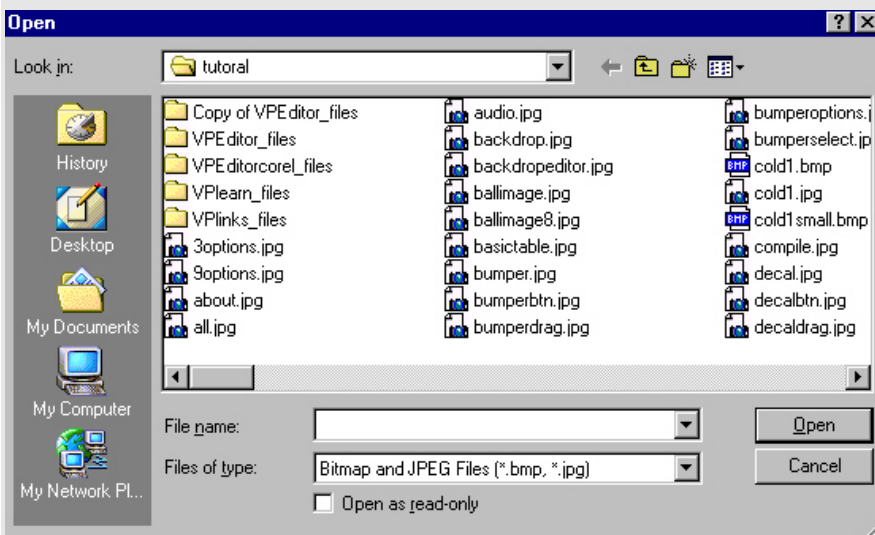 Open
Look in:
tutoral
History
Desktop
My Documents
My Computer
My Network Pl...
Copy of VPEditor_files
VPEditor_files
VPEditorcorel_files
VPlearn_files
VPlinks_files
3options.jpg
9options.jpg
about.jpg
all.jpg
audio.jpg
backdrop.jpg
backdropeditor.jpg
ballimage.jpg
ballimage8.jpg
basictable.jpg
bumper.jpg
bumperbtn.jpg
bumperdrag.jpg
bumperoptions.j
bumperselect.jp
BMP cold1.bmp
cold1.jpg
BMP cold1small.bmp
compile.jpg
decal.jpg
decalbtn.jpg
decaldrag.jpg
File name:
Open
Files of type:
Bitmap and JPEG Files (*.bmp, *.jpg)
Cancel
Open as read-only